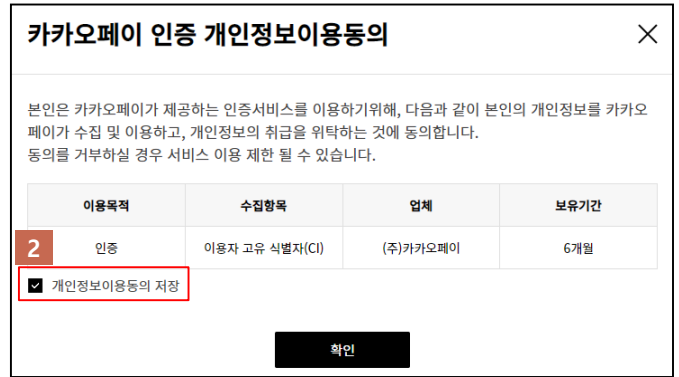 카카오페이 인증 개인정보이용동의
본인은 카카오페이가 제공하는 인증서비스를 이용하기위해, 다음과 같이 본인의 개인정보를 카카오
페이가 수집 및 이용하고, 개인정보의 취급을 위탁하는 것에 동의합니다.
동의를 거부하실 경우 서비스 이용 제한 될 수 있습니다.
이용목적 수집항목 업체 보유기간
2 인증 이용자 고유 식별자(CI) (주)카카오페이 6개월
개인정보이용동의 저장
확인